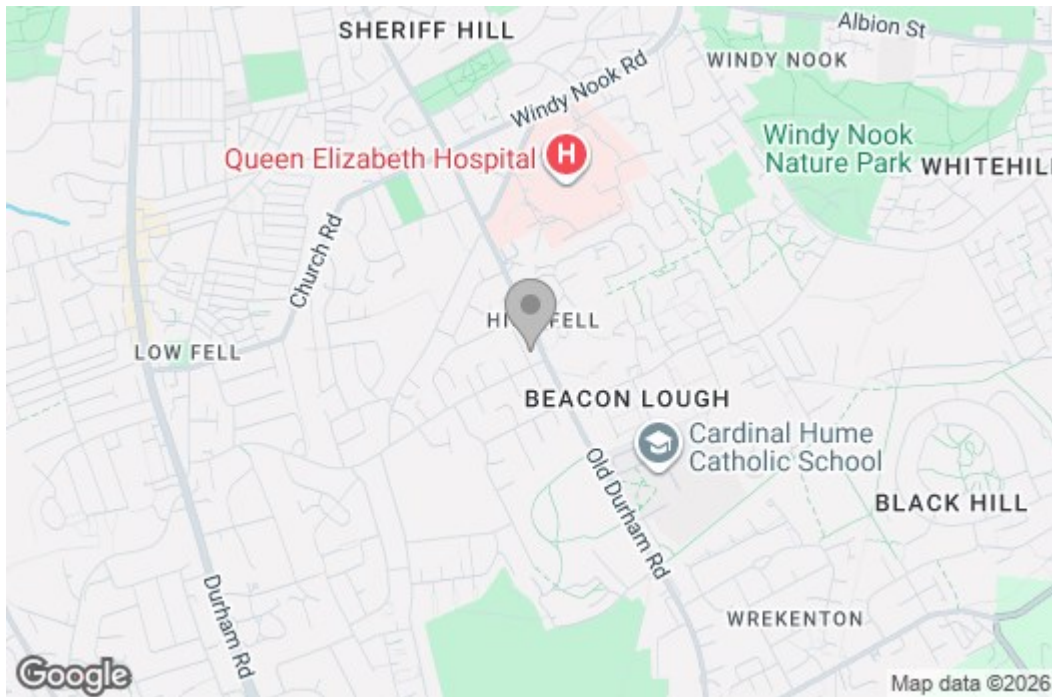 Albion St
SHERIFF HILL
WINDY NOOK
Windy Nook Rd
Windy Nook
Nature Park
Queen Elizabeth Hospital
H
WHITEHIL
Church Rd
HIGH FELL
LOW FELL
BEACON LOUGH
Cardinal Hume
Catholic School
Old Durham Rd
BLACK HILL
Durham Rd
WREKENTON
Google
Map data ©2026